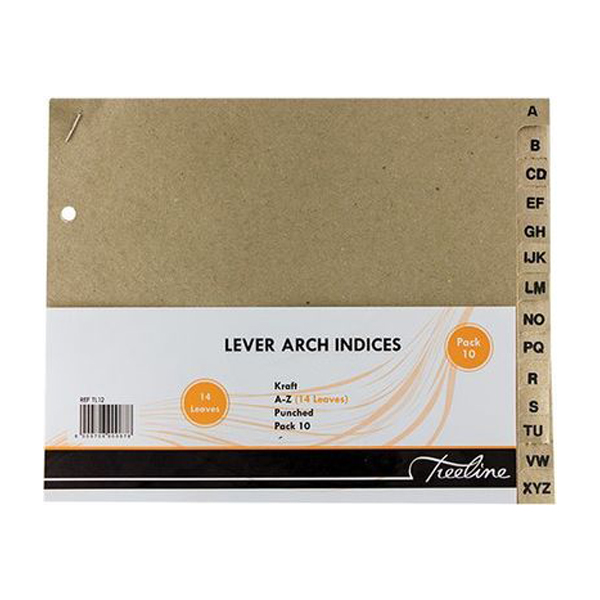 A
B
CD
EF
GH
IJK
LM
NO
PQ
R
S
TU
VW
XYZ
LEVER ARCH INDICES
Pack
10
14
Leaves
Kraft
A-Z (14 Leaves)
Punched
Pack 10
REF TL12
Treeline